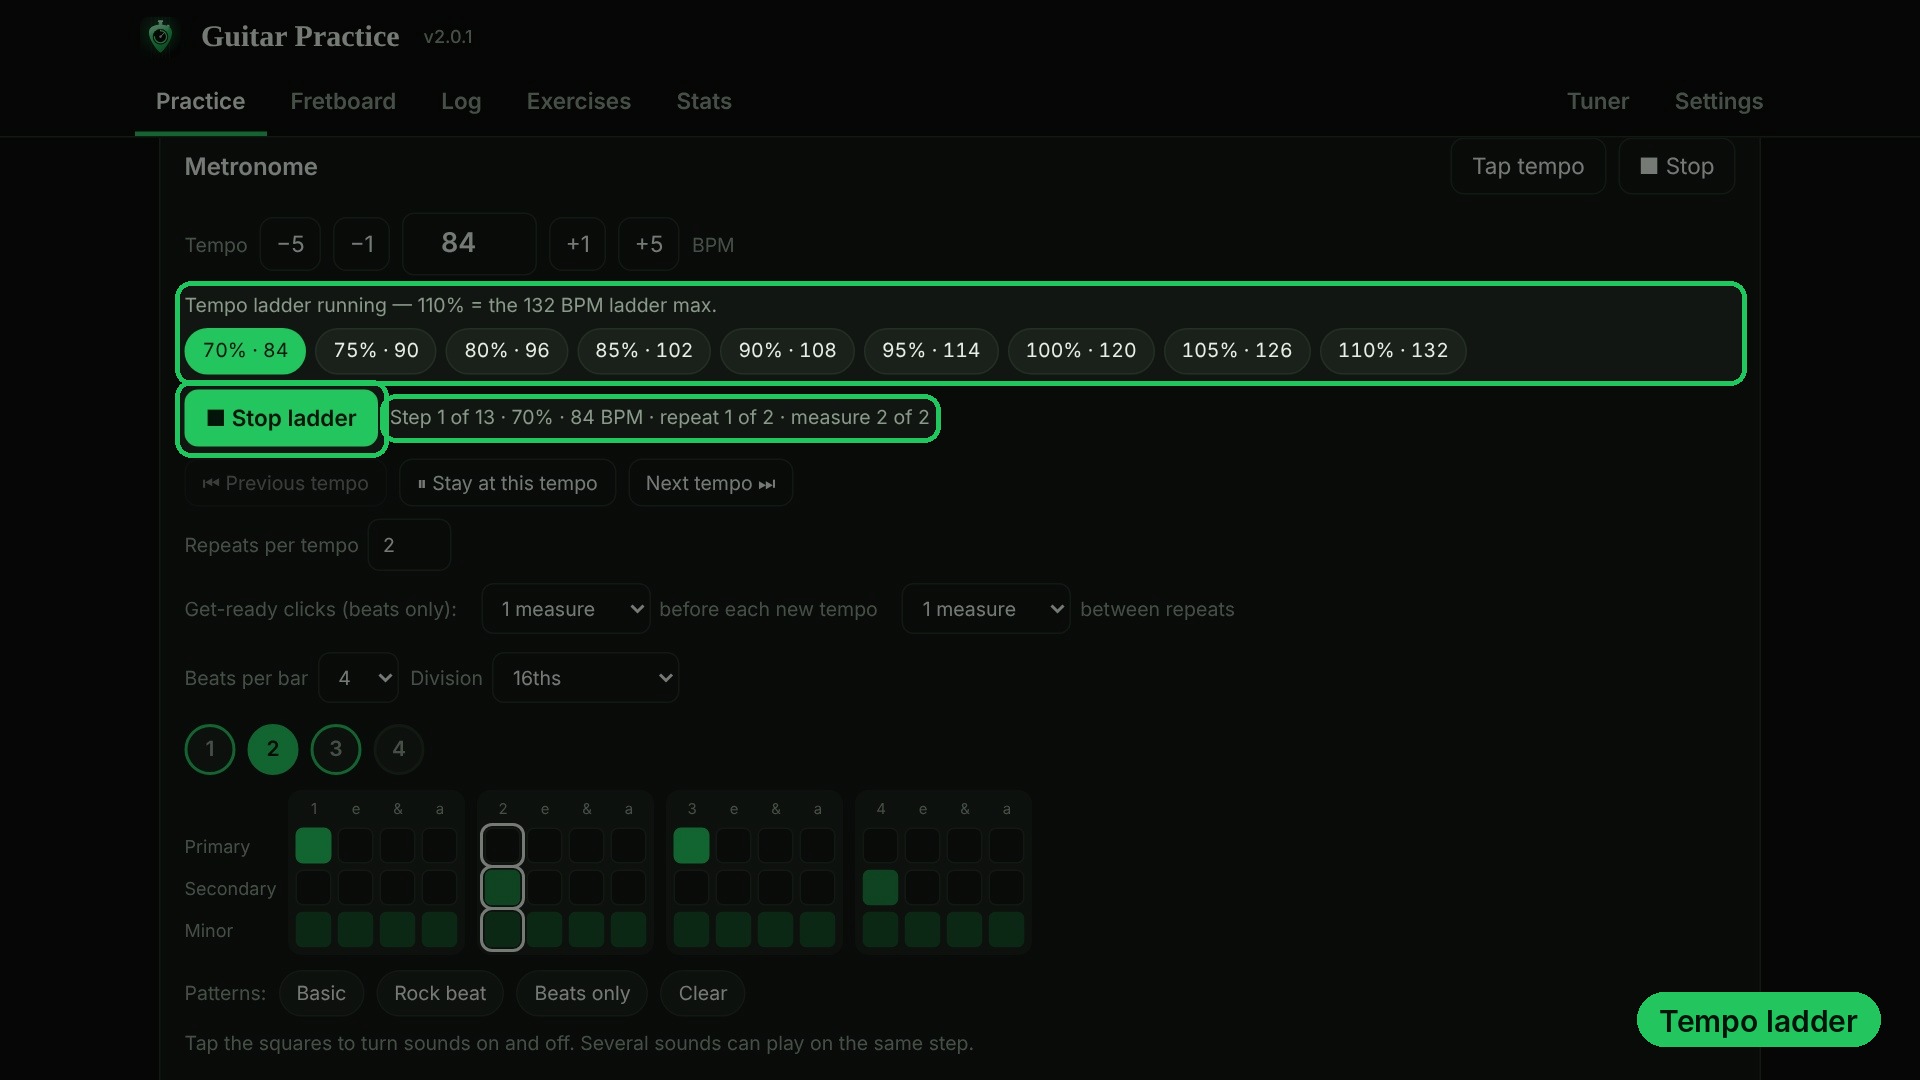 Guitar Practice v2.0.1
Practice Fretboard Log Exercises Stats Tuner Settings
Metronome Tap tempo ■ Stop
Tempo −5 −1 84 +1 +5 BPM
Tempo ladder running — 110% = the 132 BPM ladder max.
70% · 84 75% · 90 80% · 96 85% · 102 90% · 108 95% · 114 100% · 120 105% · 126 110% · 132
■ Stop ladder Step 1 of 13 · 70% · 84 BPM · repeat 1 of 2 · measure 2 of 2
⏮ Previous tempo ⏸ Stay at this tempo Next tempo ⏭
Repeats per tempo 2
Get-ready clicks (beats only): 1 measure before each new tempo 1 measure between repeats
Beats per bar 4 Division 16ths
1 2 3 4
1 e & a 2 e & a 3 e & a 4 e & a
Primary
Secondary
Minor
Patterns: Basic Rock beat Beats only Clear
Tap the squares to turn sounds on and off. Several sounds can play on the same step.
Tempo ladder